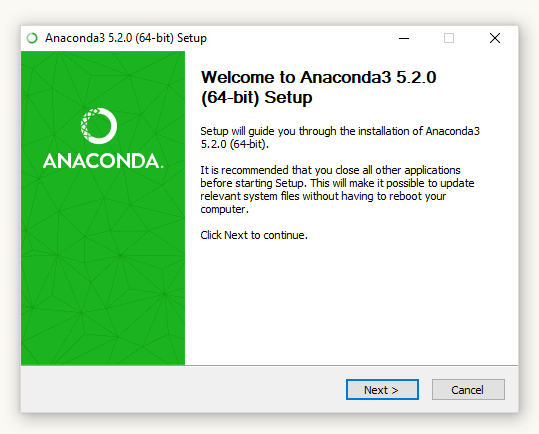 Anaconda3 5.2.0 (64-bit) Setup
ANACONDA.
Welcome to Anaconda3 5.2.0
(64-bit) Setup
Setup will guide you through the installation of Anaconda3
5.2.0 (64-bit).
It is recommended that you close all other applications
before starting Setup. This will make it possible to update
relevant system files without having to reboot your
computer.
Click Next to continue.
Next >
Cancel